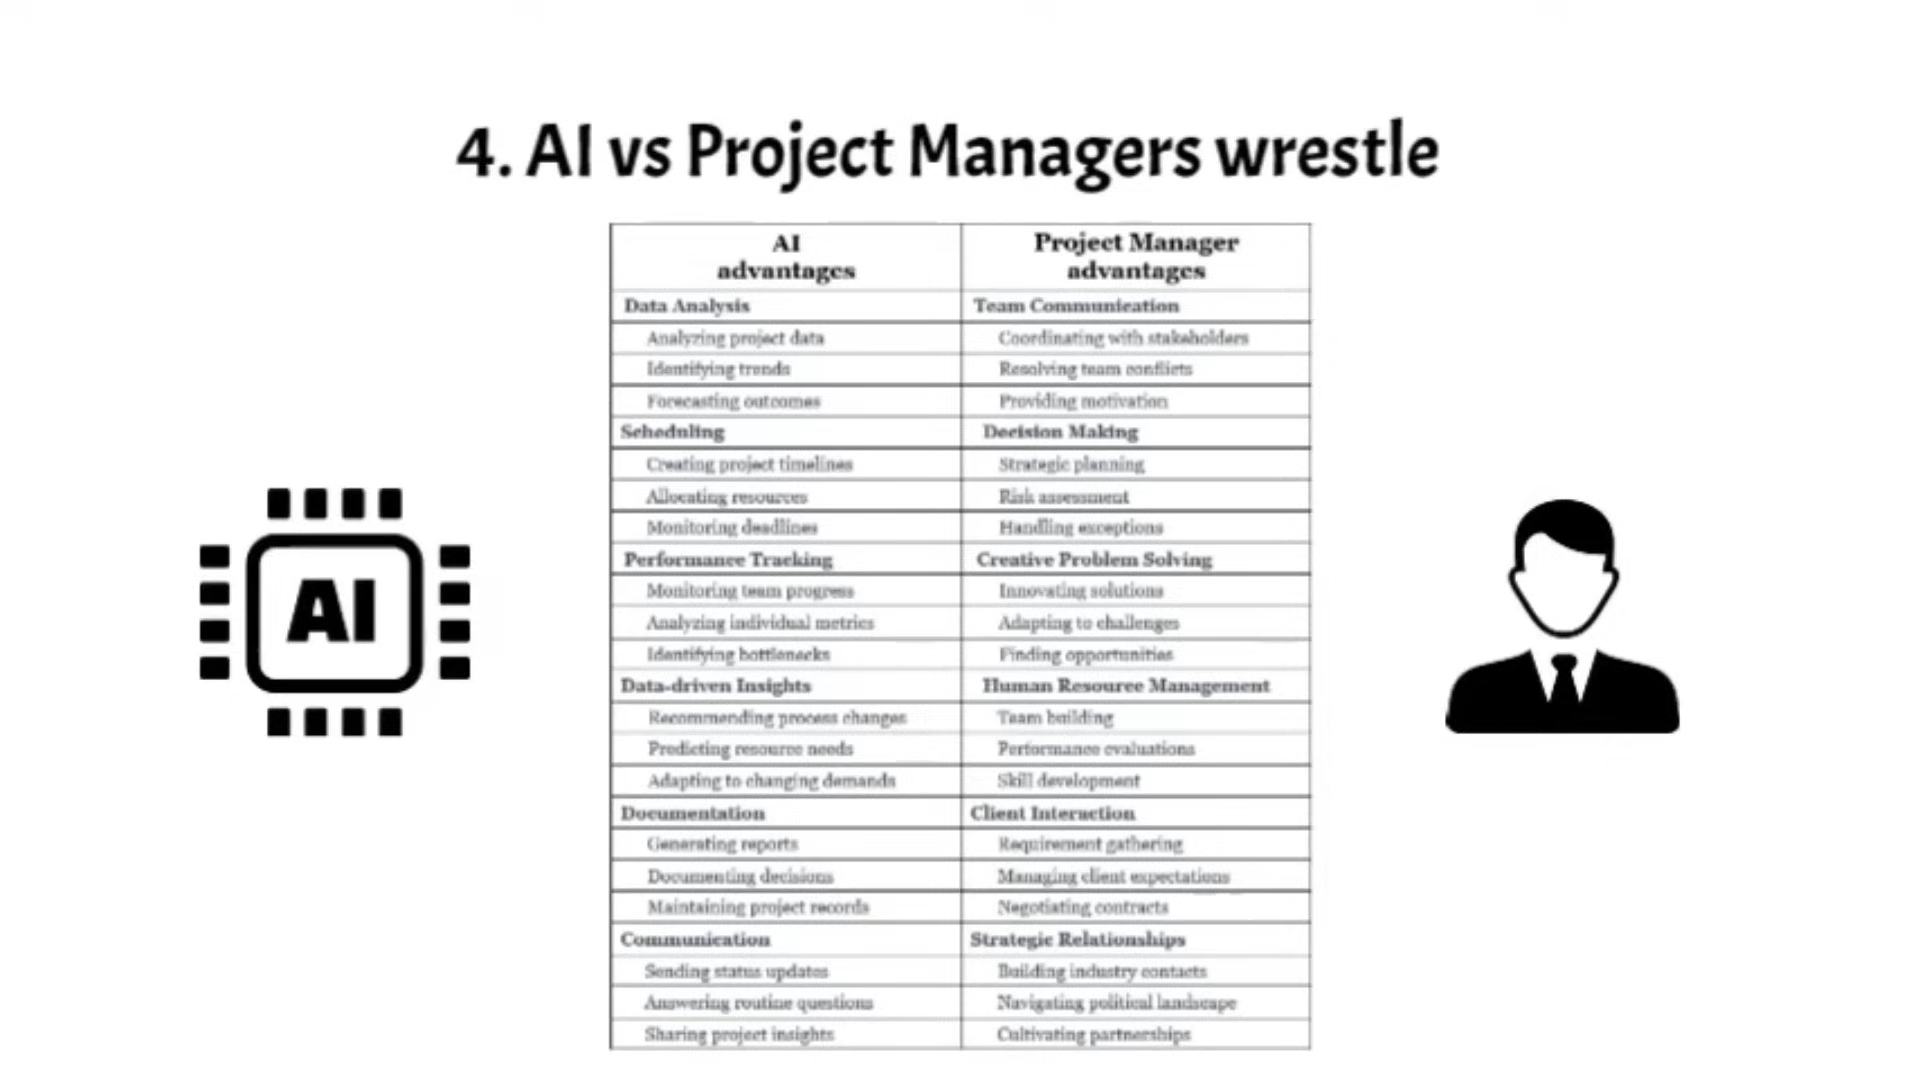 4. AI vs Project Managers wrestle
AI
advantages
Project Manager
advantages
Data Analysis
Team Communication
Analyzing project data
Coordinating with stakeholders
Identifying trends
Resolving team conflicts
Forecasting outcomes
Providing motivation
Scheduling
Decision Making
Creating project timelines
Strategic planning
Allocating resources
Risk assessment
Monitoring deadlines
Handling exceptions
Performance Tracking
Creative Problem Solving
Monitoring team progress
Innovating solutions
Analyzing individual metrics
Adapting to challenges
Identifying bottlenecks
Finding opportunities
Data-driven Insights
Human Resource Management
Recommending process changes
Team building
Predicting resource needs
Performance evaluations
Adapting to changing demands
Skill development
Documentation
Client Interaction
Generating reports
Requirement gathering
Documenting decisions
Managing client expectations
Maintaining project records
Negotiating contracts
Communication
Strategic Relationships
Sending status updates
Building industry contacts
Answering routine questions
Navigating political landscape
Sharing project insights
Cultivating partnerships
AI